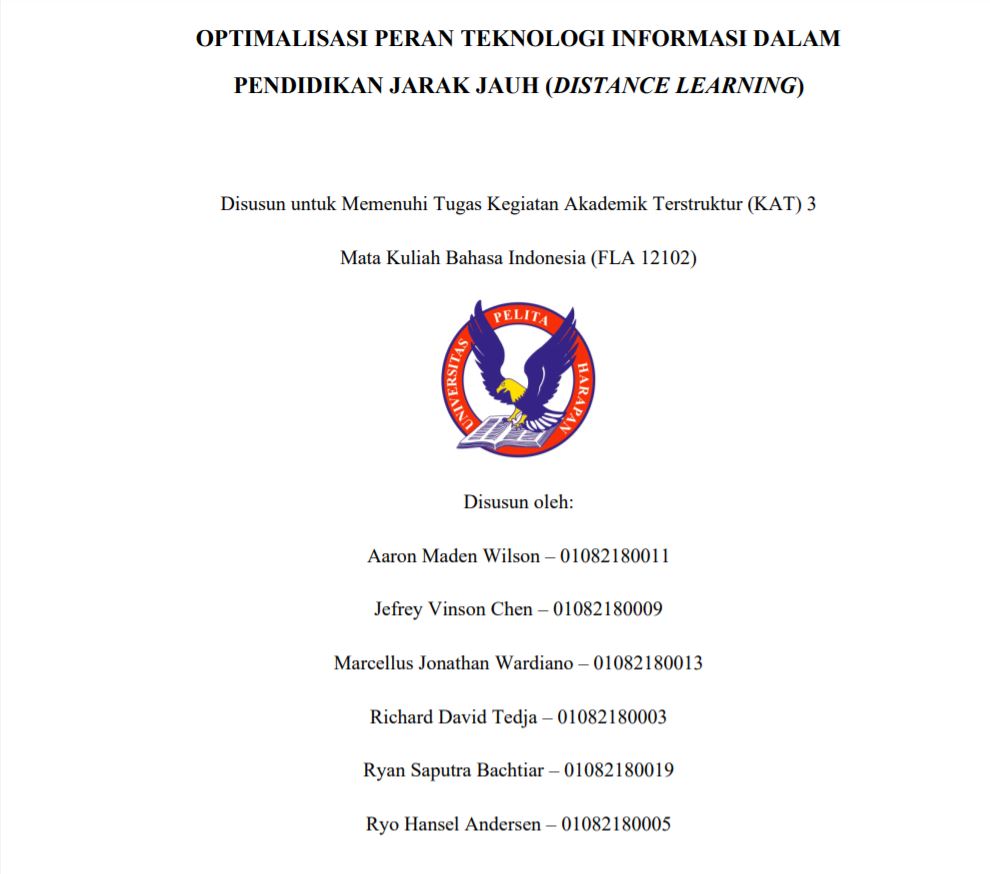 OPTIMALISASI PERAN TEKNOLOGI INFORMASI DALAM
PENDIDIKAN JARAK JAUH (DISTANCE LEARNING)
Disusun untuk Memenuhi Tugas Kegiatan Akademik Terstruktur (KAT) 3
Mata Kuliah Bahasa Indonesia (FLA 12102)
UNIVERSITAS PELITA HARAPAN
Disusun oleh:
Aaron Maden Wilson – 01082180011
Jefrey Vinson Chen – 01082180009
Marcellus Jonathan Wardiano – 01082180013
Richard David Tedja – 01082180003
Ryan Saputra Bachtiar – 01082180019
Ryo Hansel Andersen – 01082180005